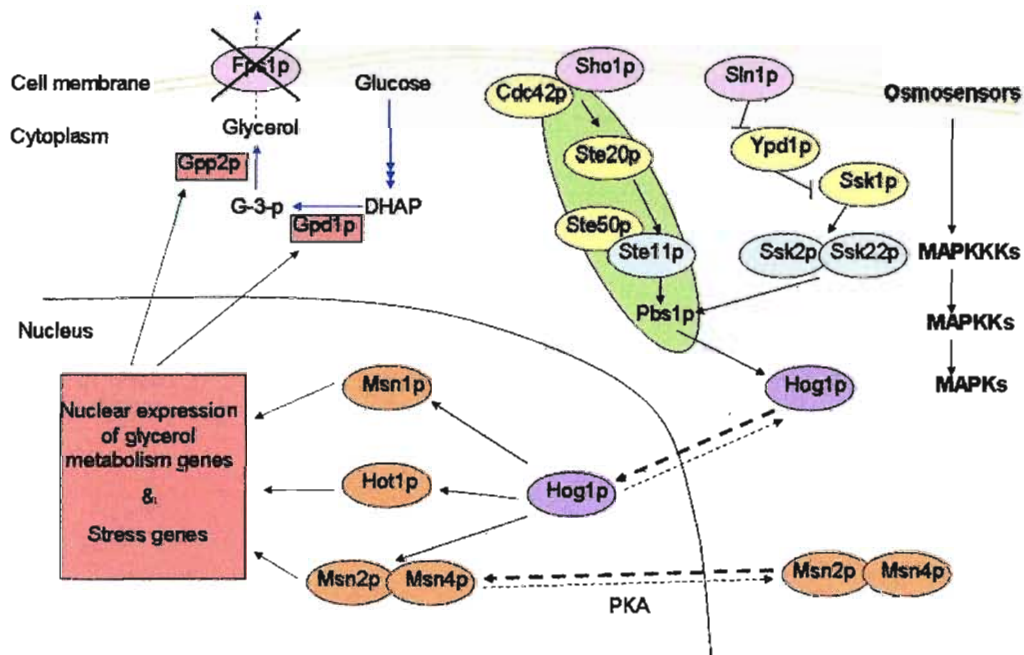 Cell membrane
Cytoplasm
Fps1p
Glucose
Glycerol
Gpp2p
G-3-p
DHAP
Gpd1p
Sho1p
Cdc42p
Ste20p
Ste50p
Ste11p
Pbs1p
Sln1p
Ypd1p
Ssk1p
Ssk2p
Ssk22p
Osmosensors
MAPKKKs
MAPKKs
MAPKs
Nucleus
Nuclear expression
of glycerol
metabolism genes
&
Stress genes
Msn1p
Hot1p
Msn2p
Msn4p
Hog1p
Hog1p
PKA
Msn2p
Msn4p